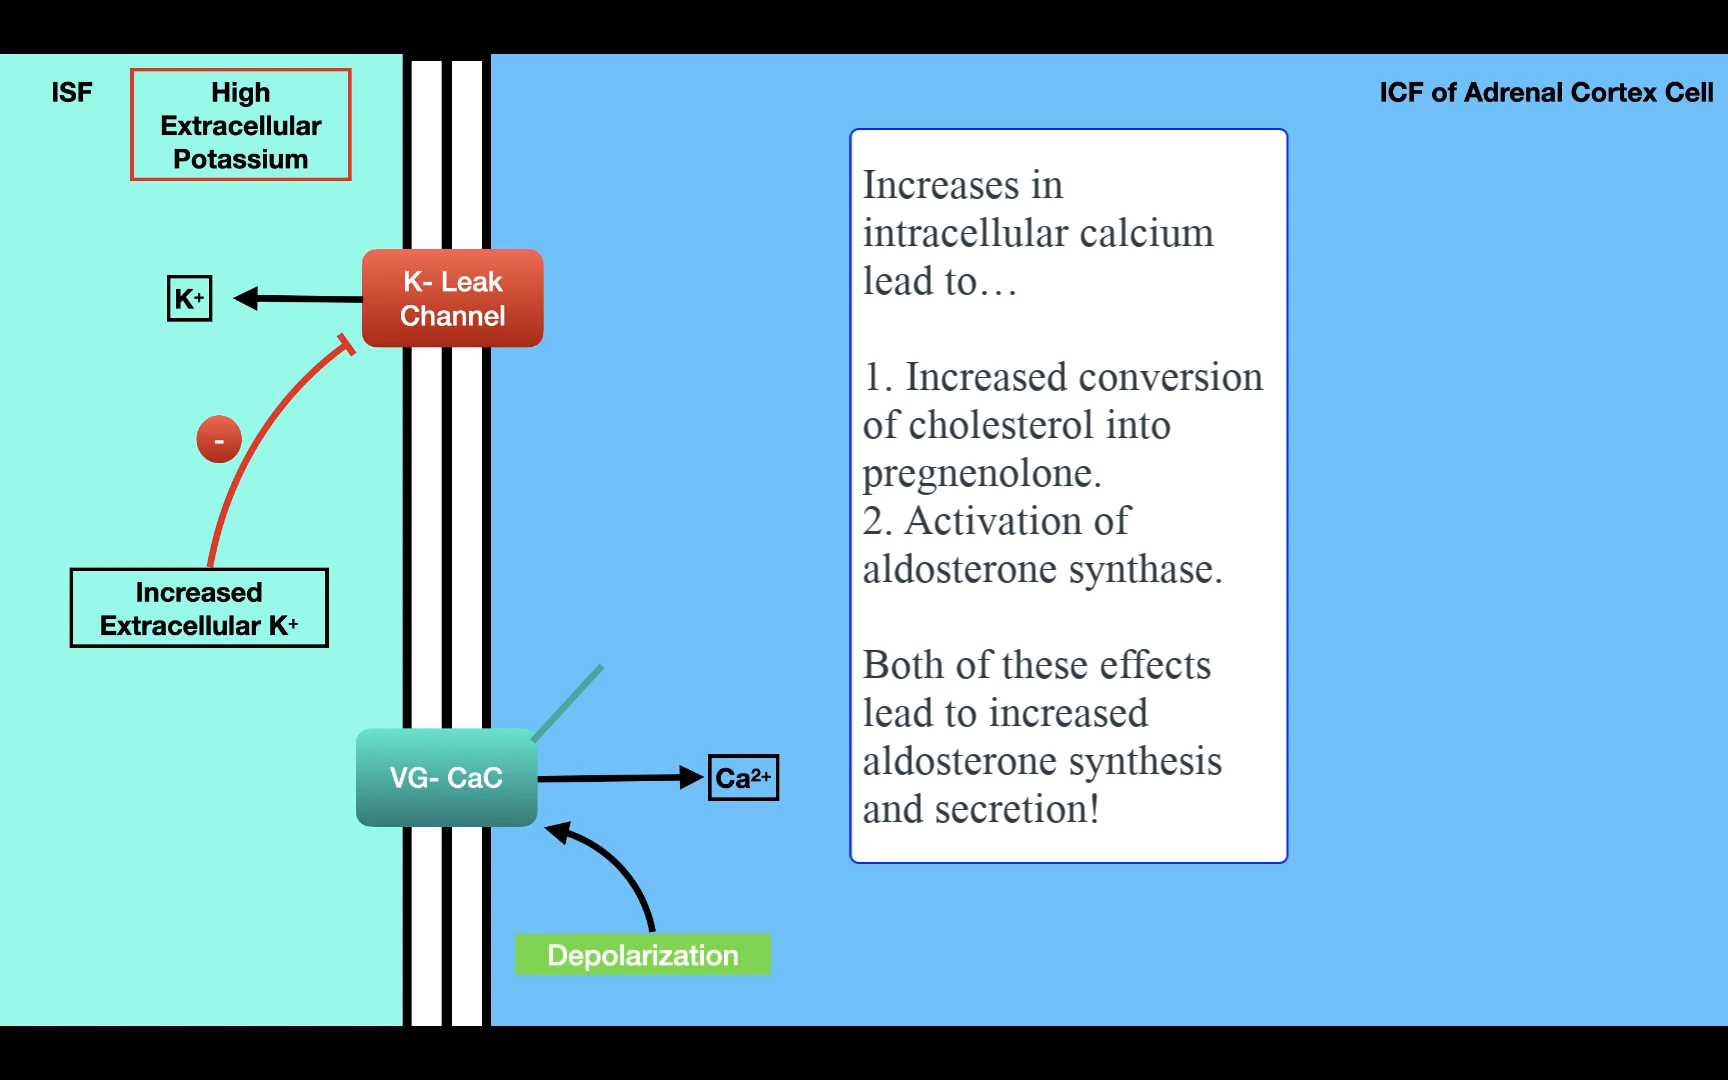 ISF
High
Extracellular
Potassium
ICF of Adrenal Cortex Cell
K- Leak
Channel
K+
-
Increased
Extracellular K+
VG- CaC
Ca2+
Depolarization
Increases in
intracellular calcium
lead to…
1. Increased conversion
of cholesterol into
pregnenolone.
2. Activation of
aldosterone synthase.
Both of these effects
lead to increased
aldosterone synthesis
and secretion!